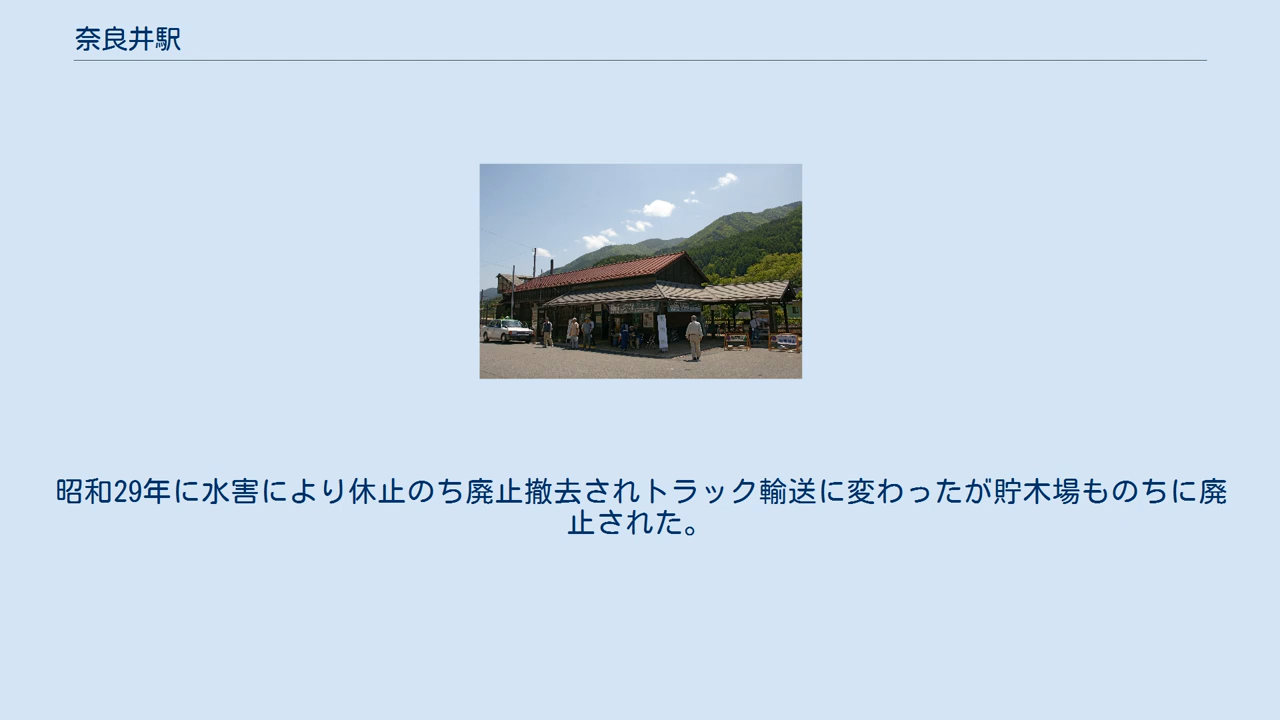 奈良井駅
昭和29年に水害により休止のち廃止撤去されトラック輸送に変わったが貯木場ものちに廃
止された。